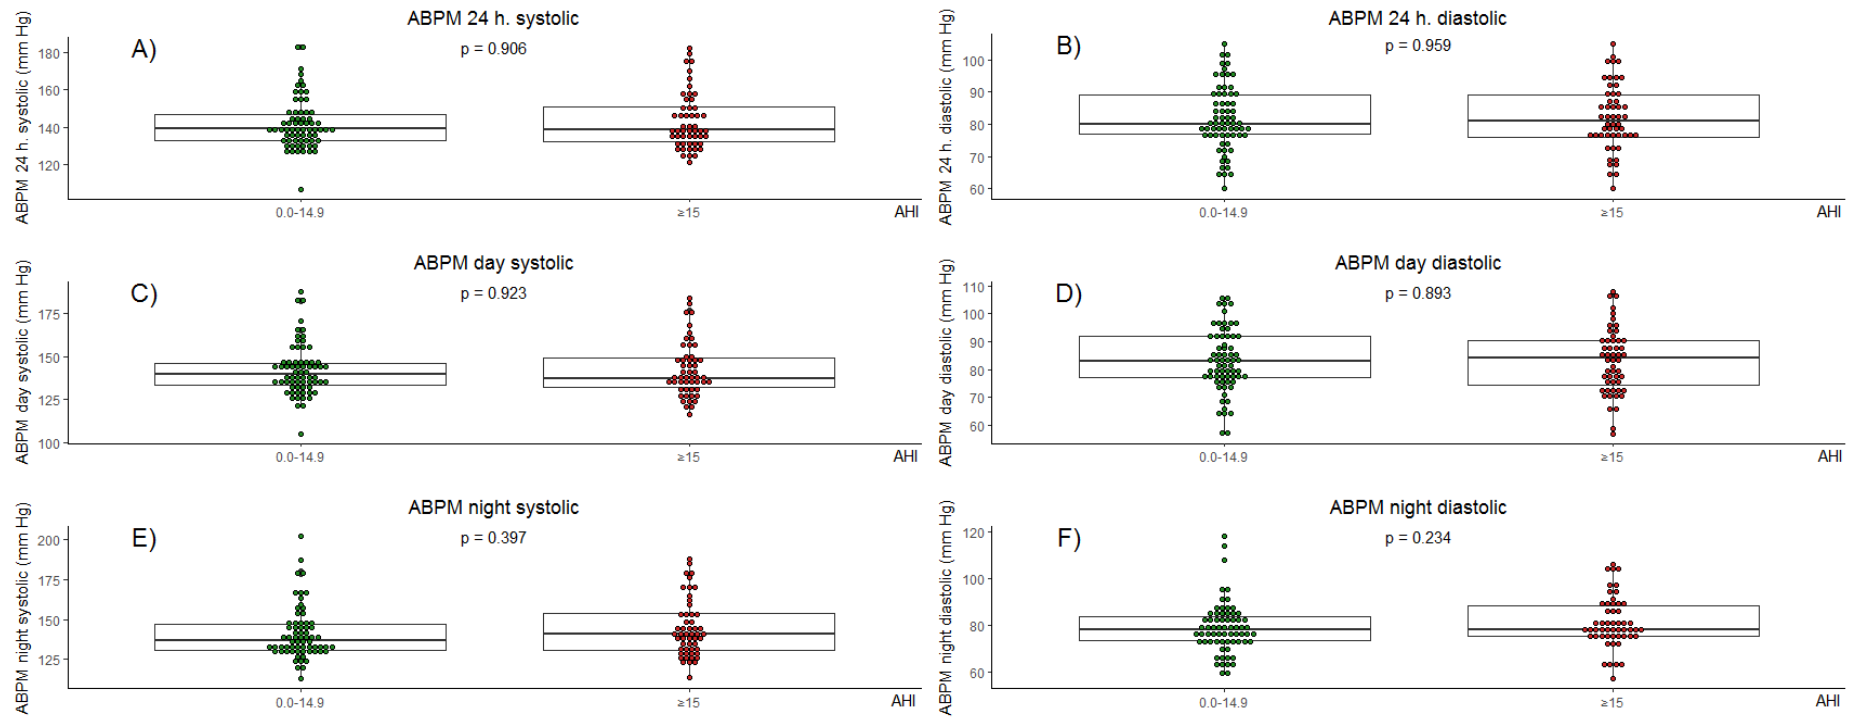 ABPM 24 h. systolic
A)
p = 0.906
ABPM 24 h. systolic (mm Hg)
180
160
140
120
0.0-14.9
≥15
AHI
ABPM 24 h. diastolic
B)
p = 0.959
ABPM 24 h. diastolic (mm Hg)
100
90
80
70
60
0.0-14.9
≥15
AHI
ABPM day systolic
C)
p = 0.923
ABPM day systolic (mm Hg)
175
150
125
100
0.0-14.9
≥15
AHI
ABPM day diastolic
D)
p = 0.893
ABPM day diastolic (mm Hg)
110
100
90
80
70
60
0.0-14.9
≥15
AHI
ABPM night systolic
E)
p = 0.397
ABPM night systolic (mm Hg)
200
175
150
125
0.0-14.9
≥15
AHI
ABPM night diastolic
F)
p = 0.234
ABPM night diastolic (mm Hg)
120
100
80
60
0.0-14.9
≥15
AHI